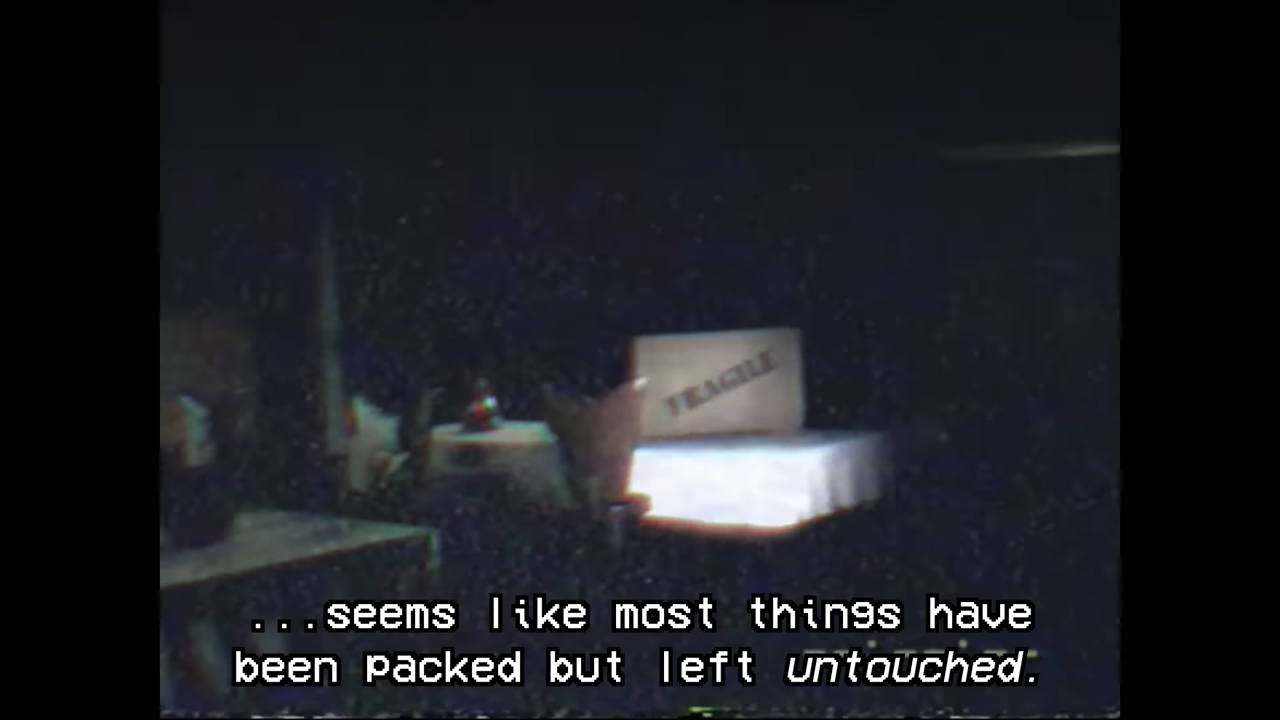 FRAGILE
...seems like most things have
been packed but left untouched.